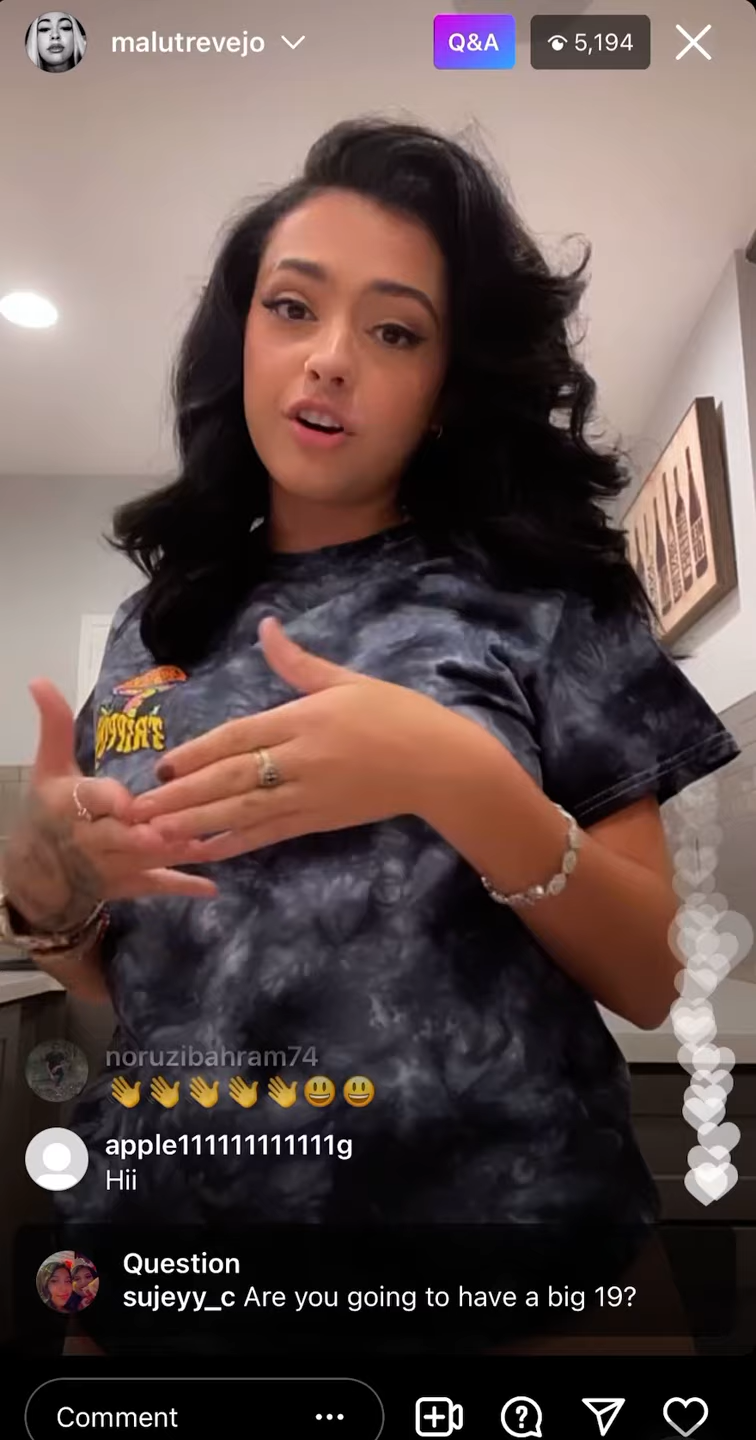 malutrevejo
Q&A
5,194
noruzibahram74
👋👋👋👋👋😃😃
apple111111111111g
Hii
Question
sujeyy_c Are you going to have a big 19?
Comment